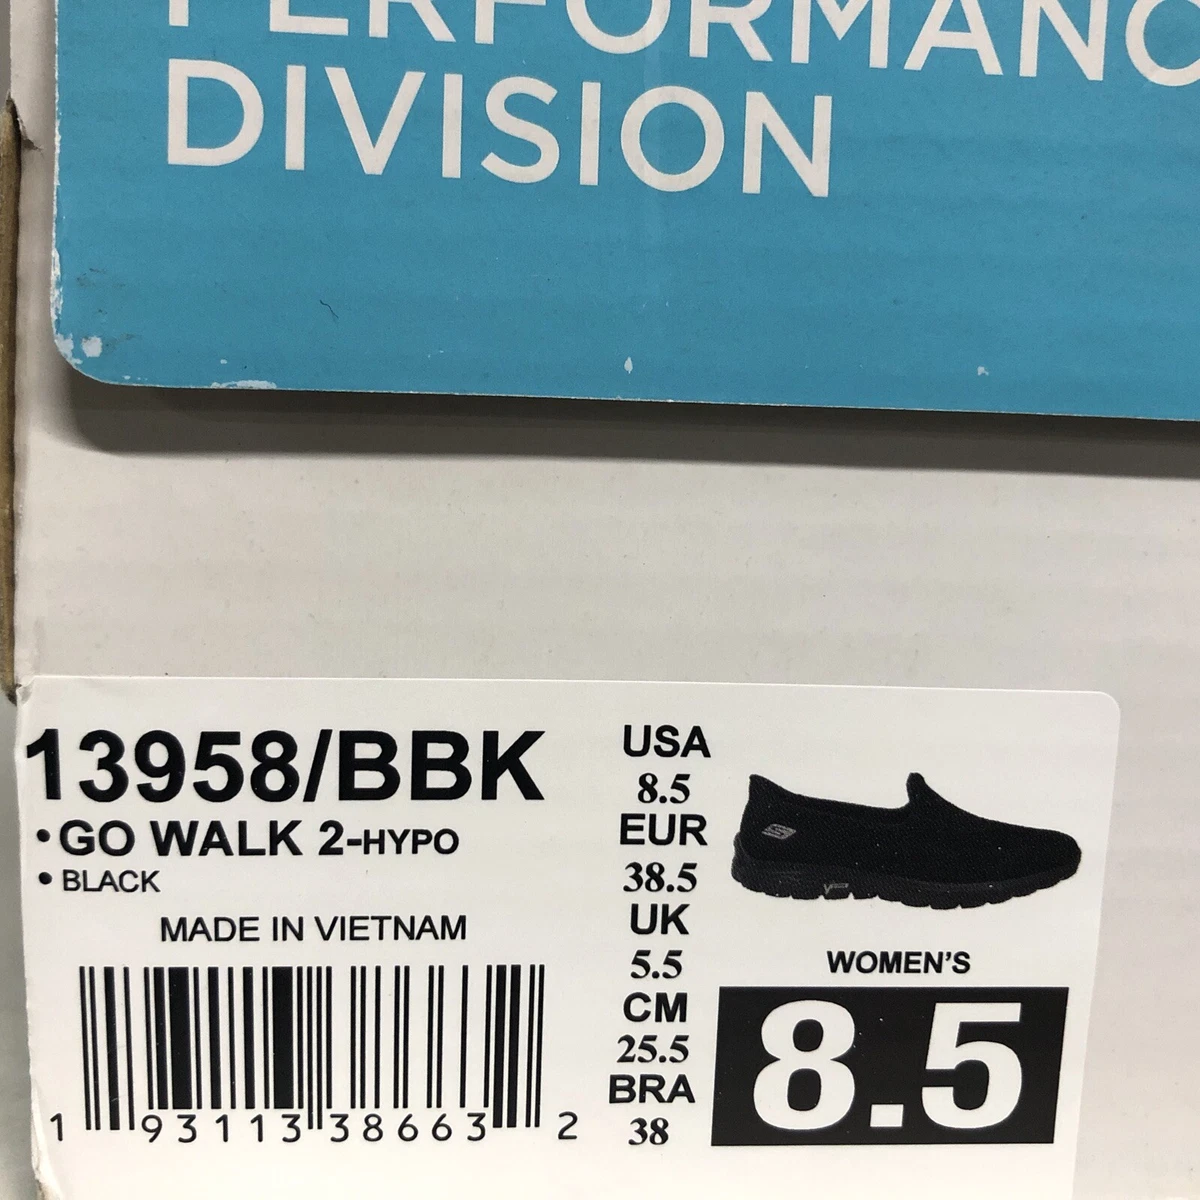 PERFORMANC
DIVISION
13958/BBK
• GO WALK 2-HYPO
• BLACK
MADE IN VIETNAM
1 93113 38663 2
USA
8.5
EUR
38.5
UK
5.5
CM
25.5
BRA
38
WOMEN'S
8.5